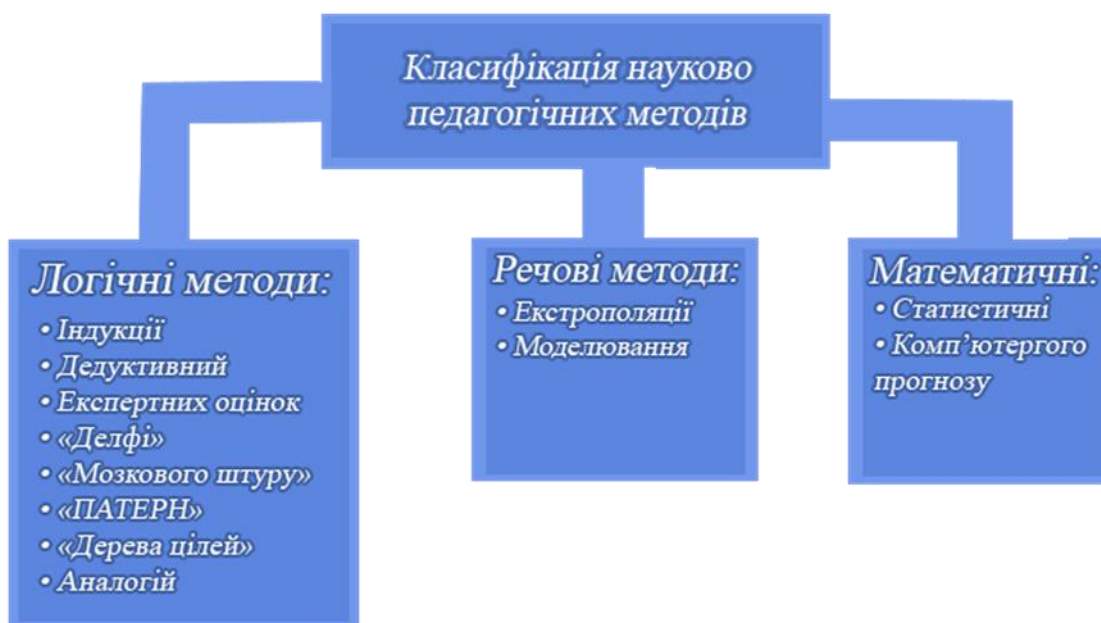 Класифікація науково
педагогічних методів
Логічні методи:
• Індукції
• Дедуктивний
• Експертних оцінок
• «Делфі»
• «Мозкового штуру»
• «ПАТЕРН»
• «Дерева цілей»
• Аналогій
Речові методи:
• Екстрополяції
• Моделювання
Математичні:
• Статистичні
• Комп’ютергого
прогнозу